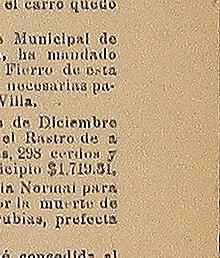 el carro quedó
Municipal de
, ha mandado
Fierro de esta
necesarias pa-
Villa.
s de Diciembre
el Rastro de a
s, 298 cerdos y
cipio $1,719.31,
la Normal para
or la muerte de
ubias, prefecta
concedida al